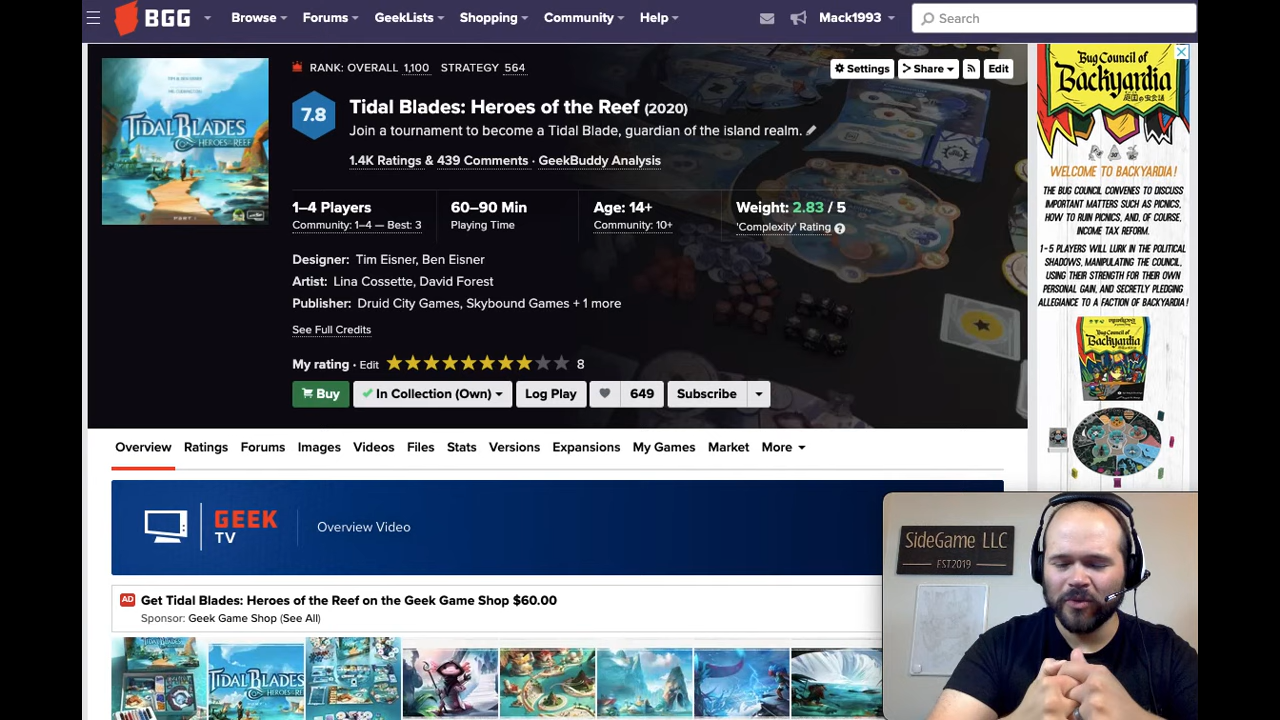 BGG
Browse Forums GeekLists Shopping Community Help
Mack1993
Search
RANK: OVERALL 1,100 STRATEGY 564
Settings Share Edit
7.8
Tidal Blades: Heroes of the Reef (2020)
Join a tournament to become a Tidal Blade, guardian of the island realm.
1.4K Ratings & 439 Comments · GeekBuddy Analysis
1–4 Players
Community: 1–4 — Best: 3
60–90 Min
Playing Time
Age: 14+
Community: 10+
Weight: 2.83 / 5
'Complexity' Rating ?
Designer: Tim Eisner, Ben Eisner
Artist: Lina Cossette, David Forest
Publisher: Druid City Games, Skybound Games + 1 more
See Full Credits
My rating · Edit 8
Buy In Collection (Own) Log Play 649 Subscribe
TIDAL BLADES
HEROES OF THE REEF
PART I
Overview Ratings Forums Images Videos Files Stats Versions Expansions My Games Market More
GEEK
TV
Overview Video
AD Get Tidal Blades: Heroes of the Reef on the Geek Game Shop $60.00
Sponsor: Geek Game Shop (See All)
TIDAL BLADES
Bug Council of
Backyardia
WELCOME TO BACKYARDIA!
THE BUG COUNCIL CONVENES TO DISCUSS
IMPORTANT MATTERS SUCH AS PICNICS,
HOW TO RUIN PICNICS, AND, OF COURSE,
INCOME TAX REFORM.
1-5 PLAYERS WILL LURK IN THE POLITICAL
SHADOWS, MANIPULATING THE COUNCIL,
USING THEIR STRENGTH FOR THEIR OWN
PERSONAL GAIN, AND SECRETLY PLEDGING
ALLEGIANCE TO A FACTION OF BACKYARDIA!
Bug Council of
Backyardia
SideGame LLC
EST2019